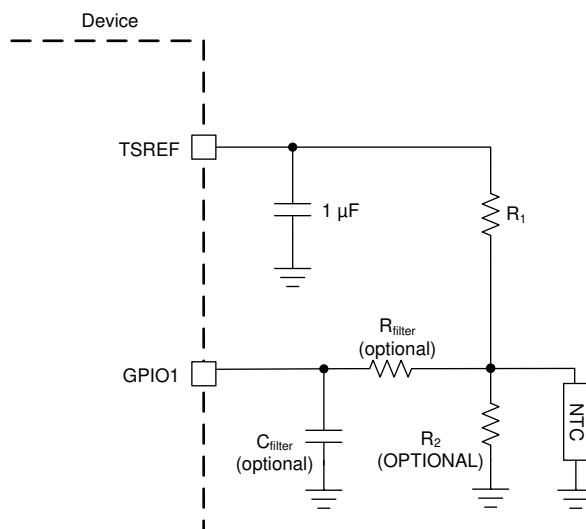 Device
TSREF
1 µF
R1
Rfilter
(optional)
GPIO1
Cfilter
(optional)
R2
(OPTIONAL)
NTC